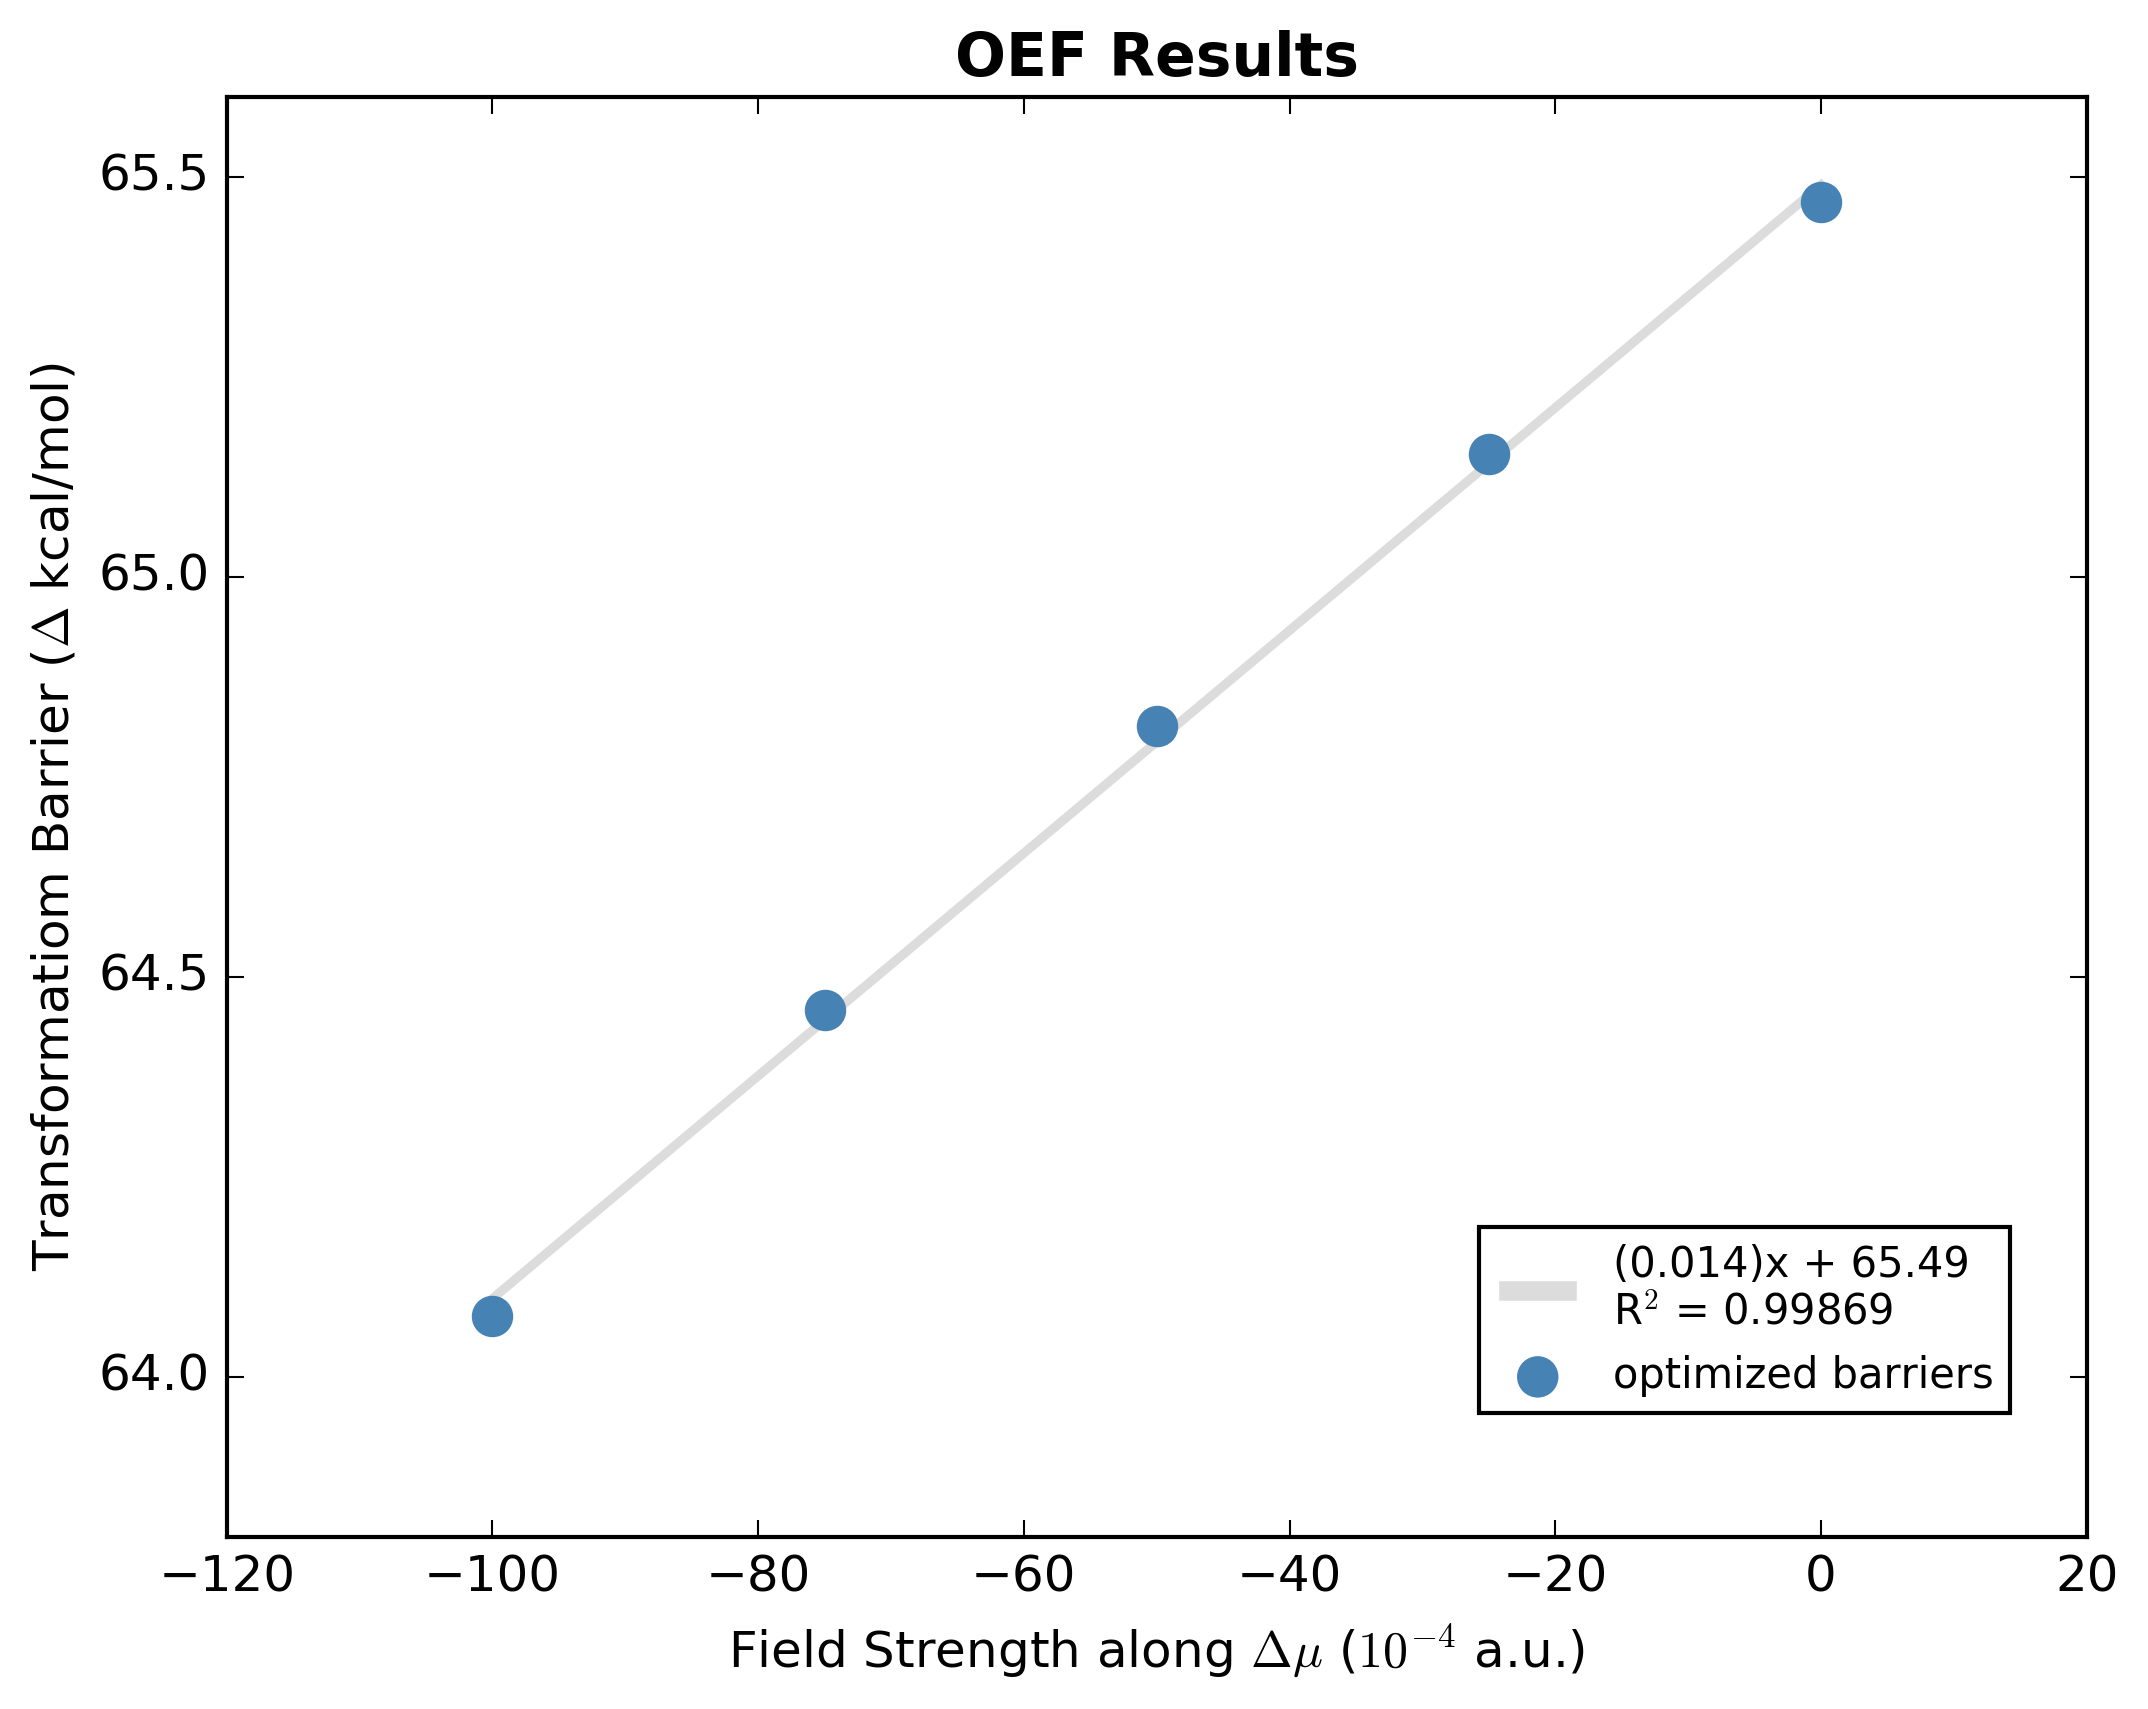 OEF Results
65.5
65.0
64.5
64.0
Transformatiom Barrier (Δ kcal/mol)
(0.014)x + 65.49
R² = 0.99869
optimized barriers
−120 −100 −80 −60 −40 −20 0 20
Field Strength along Δμ (10⁻⁴ a.u.)